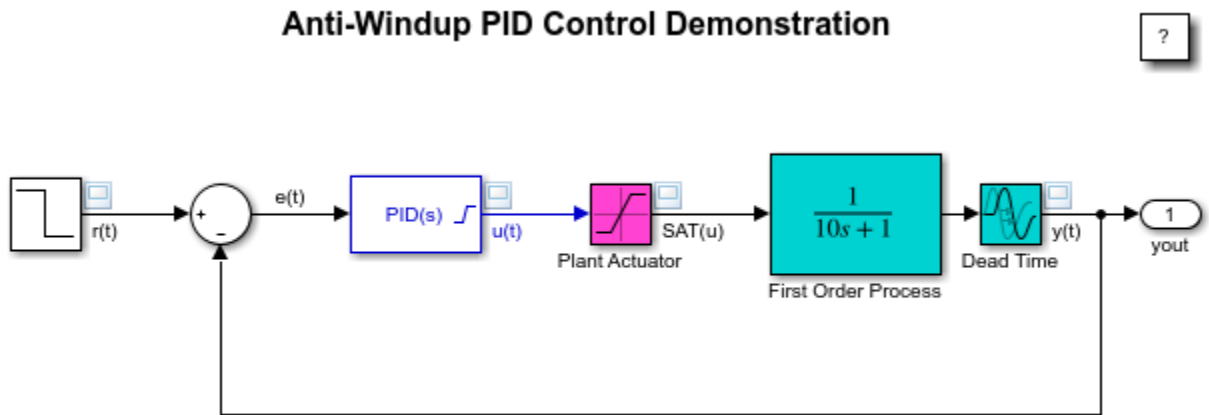 Anti-Windup PID Control Demonstration
?
r(t)
+
−
e(t)
PID(s)
u(t)
Plant Actuator
SAT(u)
1
10s + 1
First Order Process
Dead Time
y(t)
1
yout